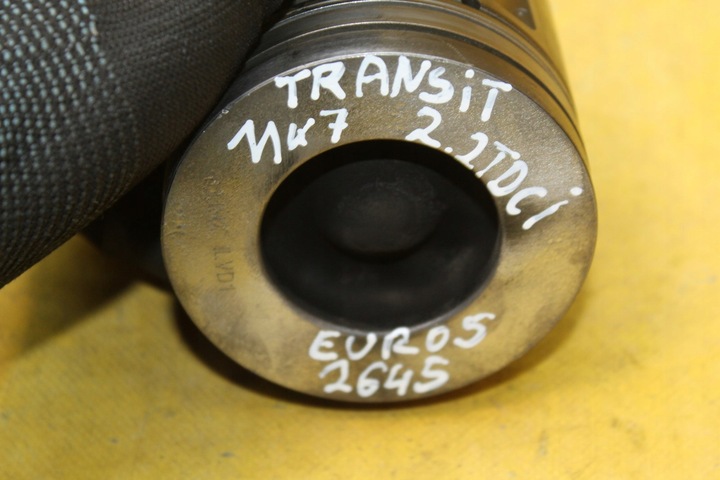 TRANSiT
MK7 2.2TDCi
EURO5
2645